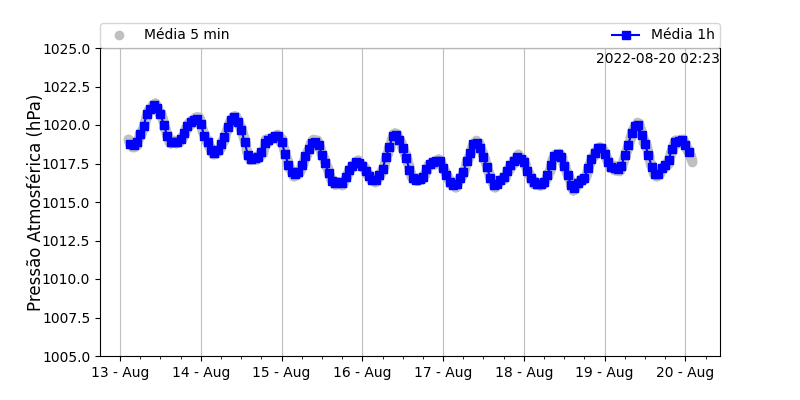 Média 5 min
Média 1h
2022-08-20 02:23
Pressão Atmosférica (hPa)
1025.0
1022.5
1020.0
1017.5
1015.0
1012.5
1010.0
1007.5
1005.0
13 - Aug
14 - Aug
15 - Aug
16 - Aug
17 - Aug
18 - Aug
19 - Aug
20 - Aug